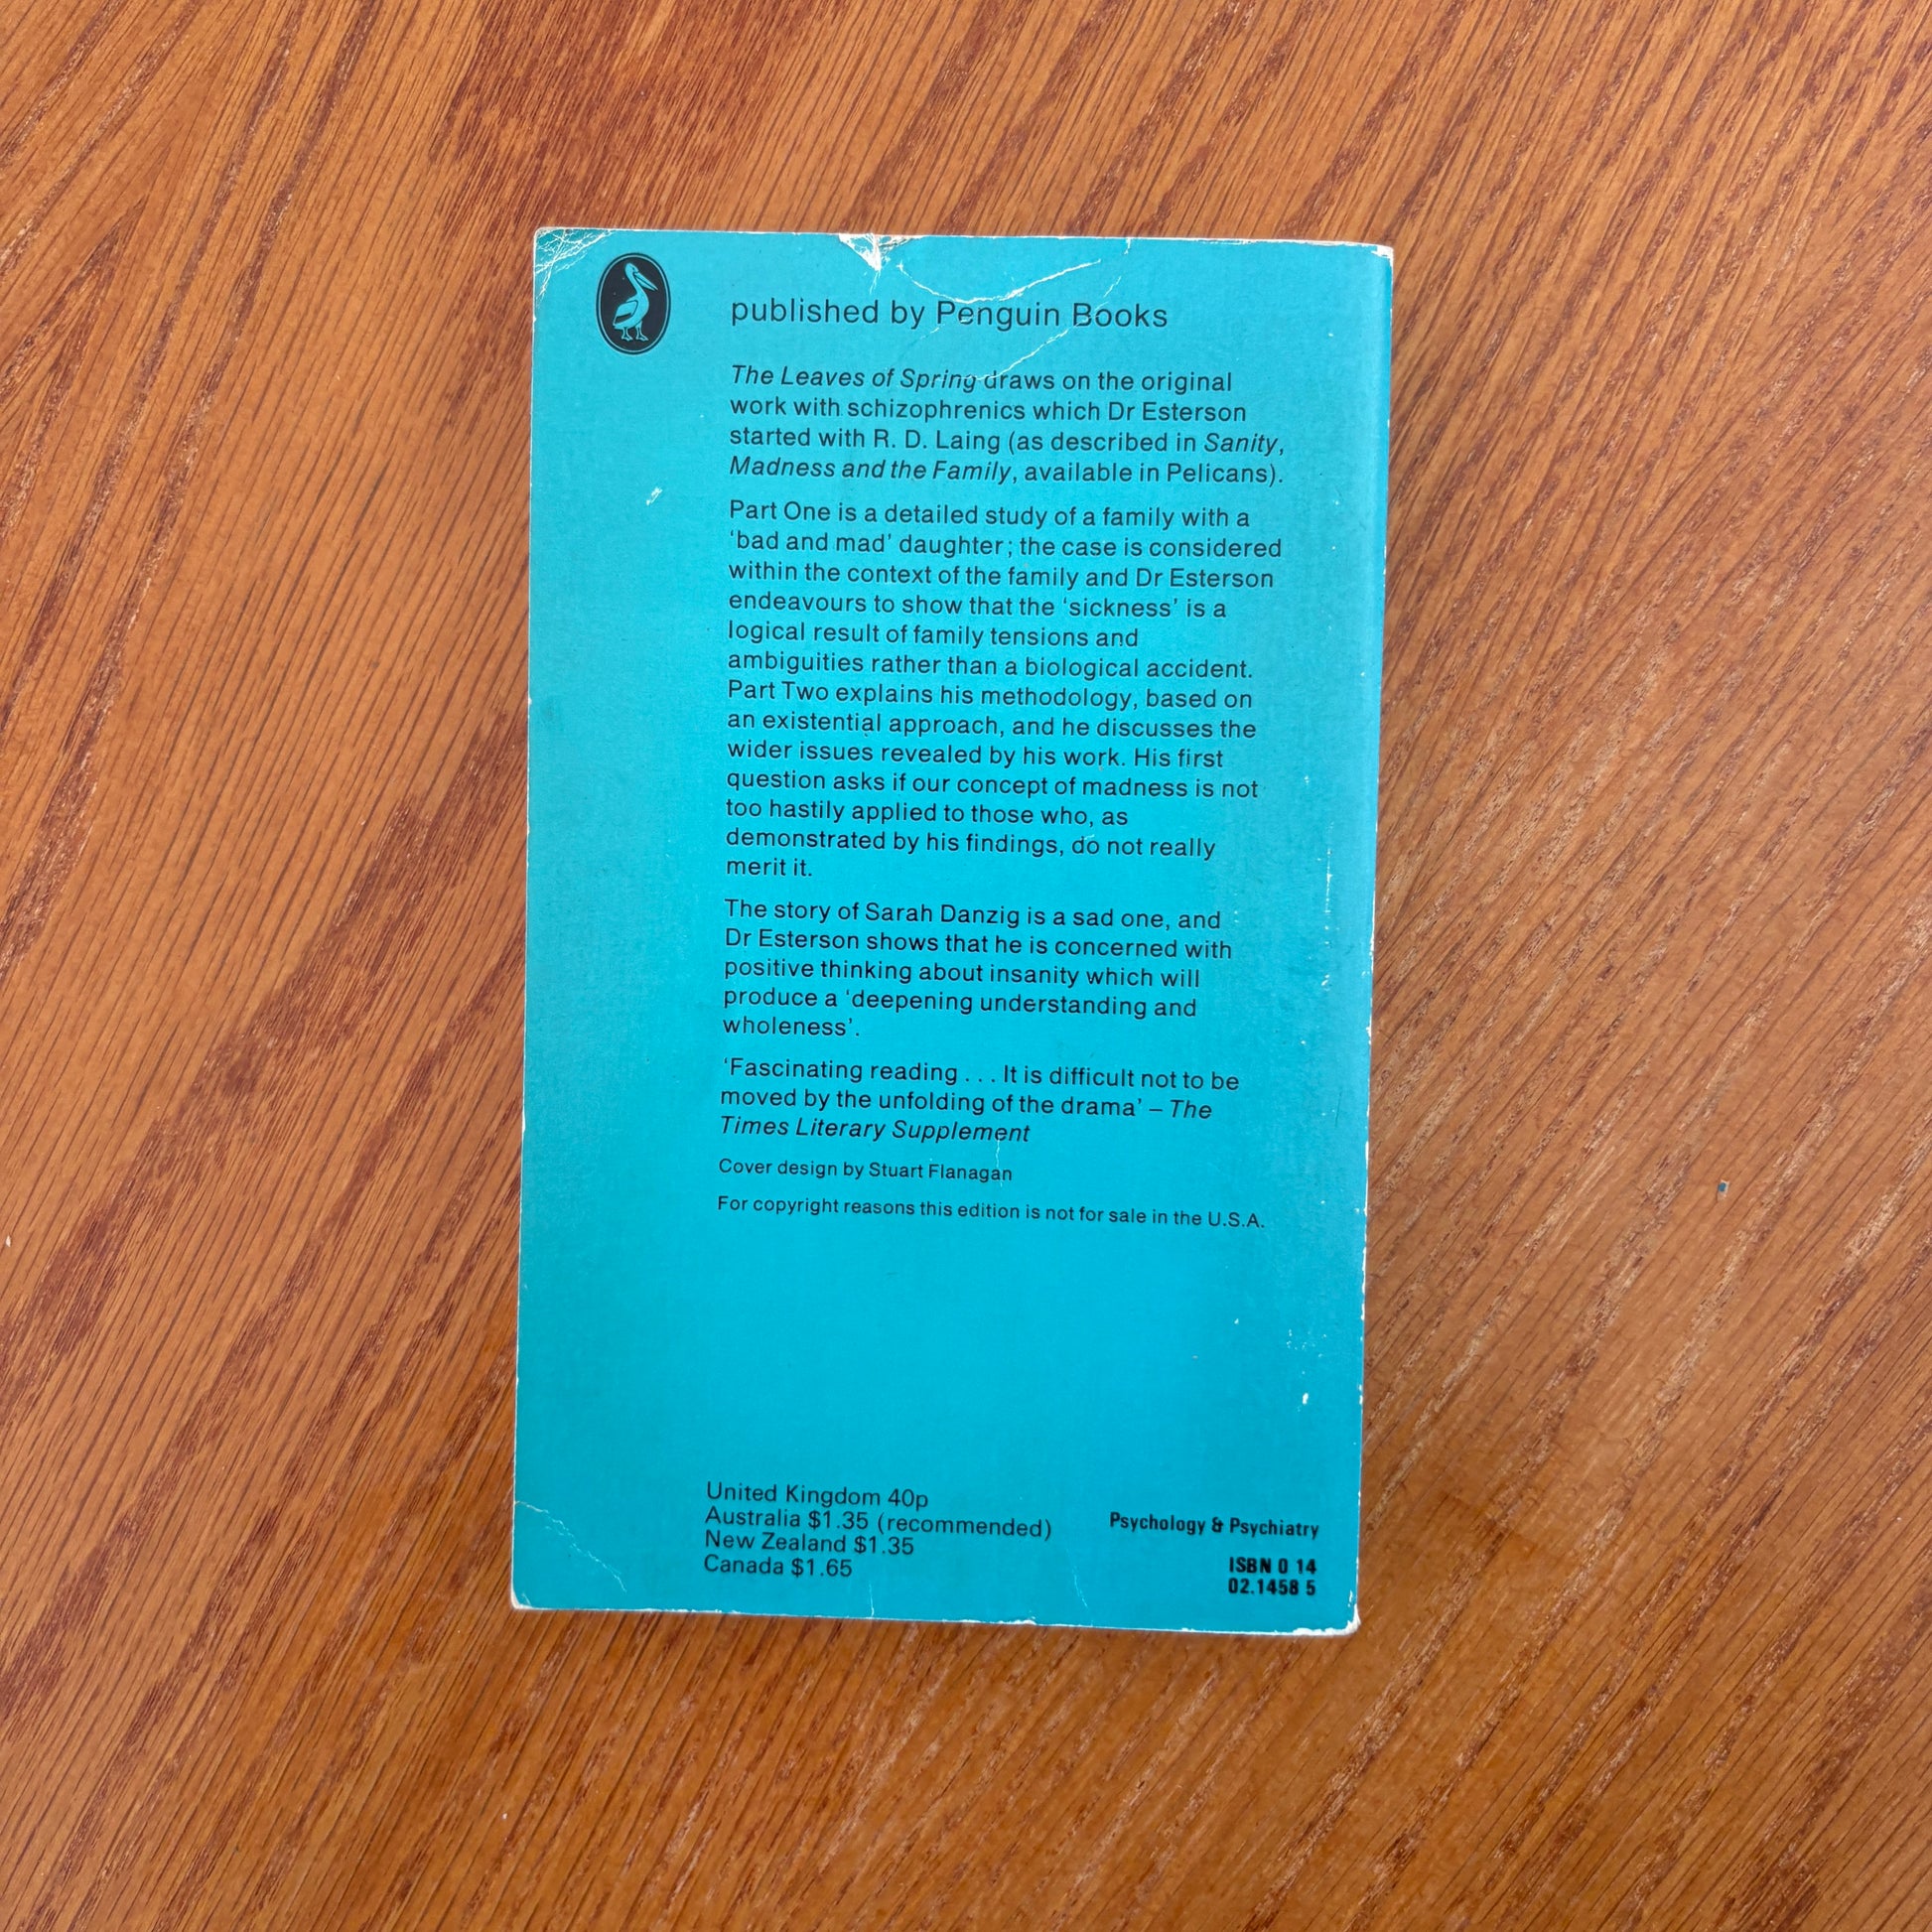 published by Penguin Books
The Leaves of Spring draws on the original
work with schizophrenics which Dr Esterson
started with R. D. Laing (as described in Sanity,
Madness and the Family, available in Pelicans).
Part One is a detailed study of a family with a
‘bad and mad’ daughter; the case is considered
within the context of the family and Dr Esterson
endeavours to show that the ‘sickness’ is a
logical result of family tensions and
ambiguities rather than a biological accident.
Part Two explains his methodology, based on
an existential approach, and he discusses the
wider issues revealed by his work. His first
question asks if our concept of madness is not
too hastily applied to those who, as
demonstrated by his findings, do not really
merit it.
The story of Sarah Danzig is a sad one, and
Dr Esterson shows that he is concerned with
positive thinking about insanity which will
produce a ‘deepening understanding and
wholeness’.
‘Fascinating reading . . . It is difficult not to be
moved by the unfolding of the drama’ – The
Times Literary Supplement
Cover design by Stuart Flanagan
For copyright reasons this edition is not for sale in the U.S.A.
United Kingdom 40p
Australia $1.35 (recommended)
New Zealand $1.35
Canada $1.65
Psychology & Psychiatry
ISBN 0 14
02.1458 5